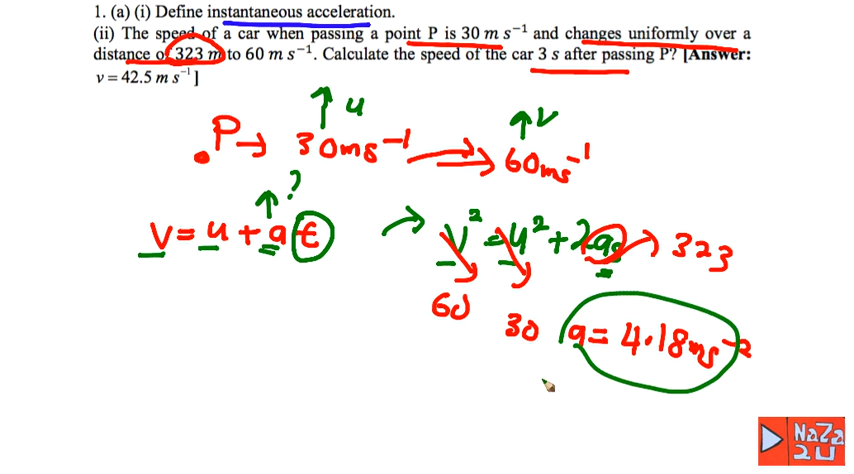 1. (a) (i) Define instantaneous acceleration.
(ii) The speed of a car when passing a point P is 30 m s⁻¹ and changes uniformly over a
distance of 323 m to 60 m s⁻¹. Calculate the speed of the car 3 s after passing P? [Answer:
v = 42.5 m s⁻¹]
↑ u ↑ v
.P → 30ms⁻¹ → 60ms⁻¹
↑ ?
v = u + at → v² = u² + 2as → 323
60
30 a = 4.18ms⁻²
NaZa
2U